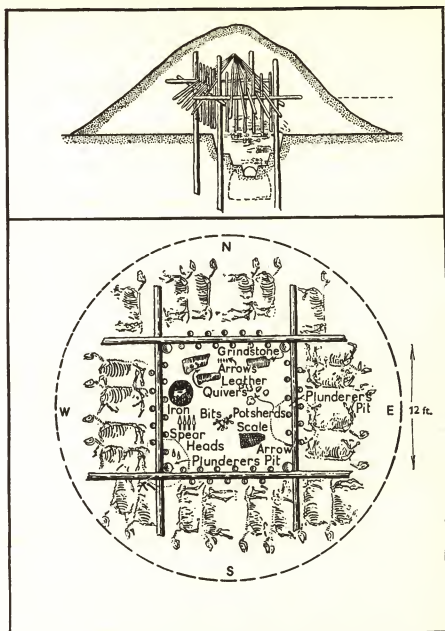 N
Grindstone
Arrows
Leather
Quivers
Plunderers
Pit
W
E
12 ft.
Iron
Bits
Potsherds
Spear
Scale
Heads
Arrow
Plunderers Pit
S